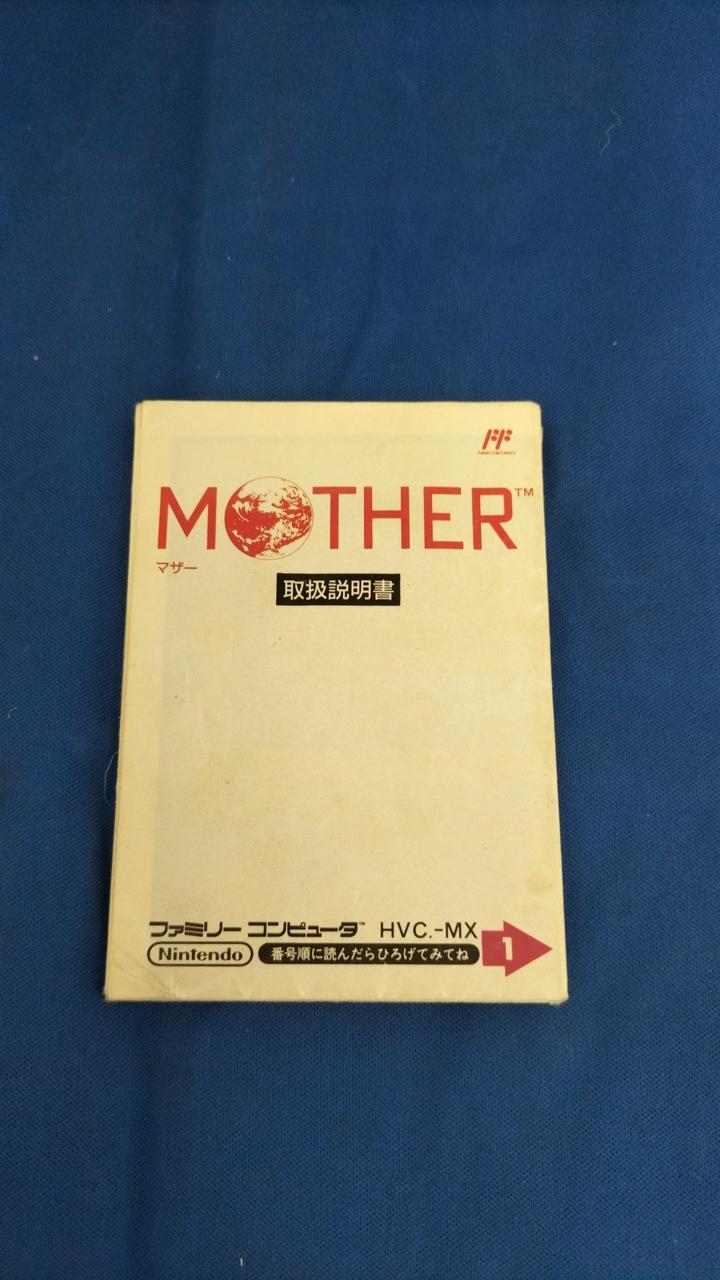 FAMICOM FAMILY
MOTHER™
マザー
取扱説明書
ファミリーコンピュータ™ HVC.-MX
Nintendo 番号順に読んだらひろげてみてね 1